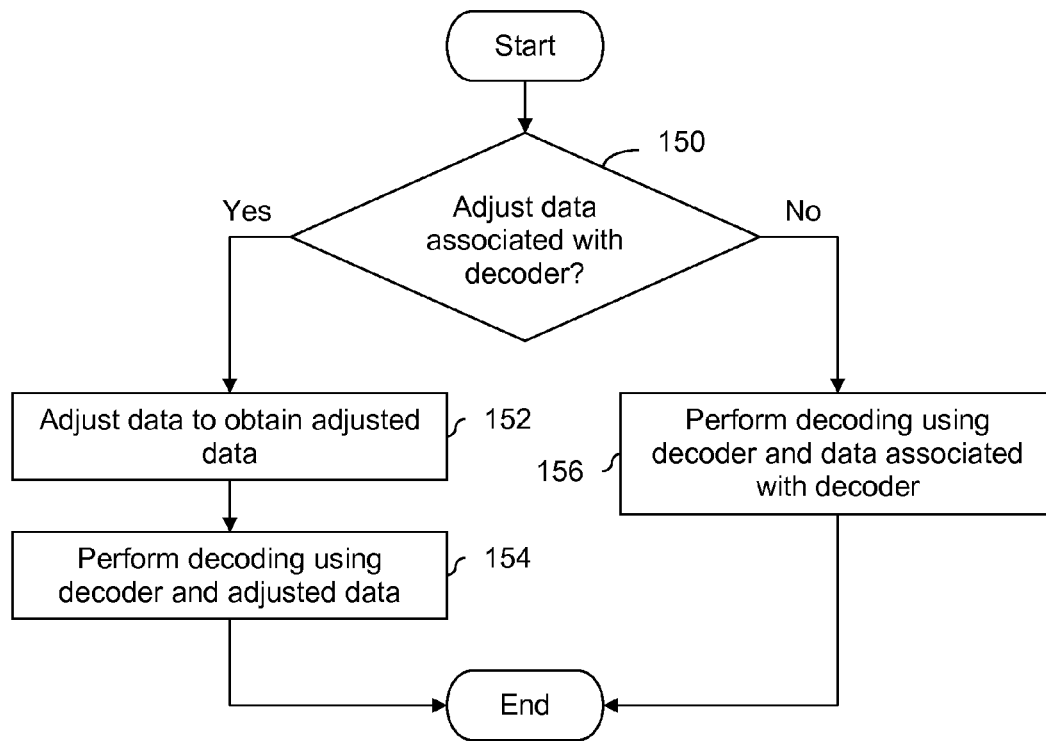 Start
150
Yes
Adjust data
associated with
decoder?
No
Adjust data to obtain adjusted
data
152
Perform decoding using
decoder and data associated
with decoder
156
Perform decoding using
decoder and adjusted data
154
End